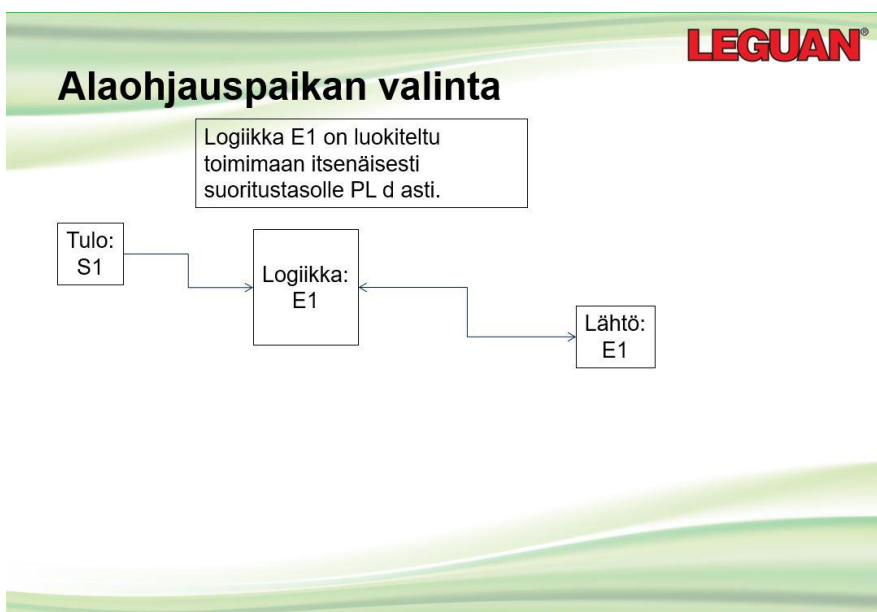 LEGUAN®
Alaohjauspaikan valinta
Logiikka E1 on luokiteltu
toimimaan itsenäisesti
suoritustasolle PL d asti.
Tulo:
S1
Logiikka:
E1
Lähtö:
E1